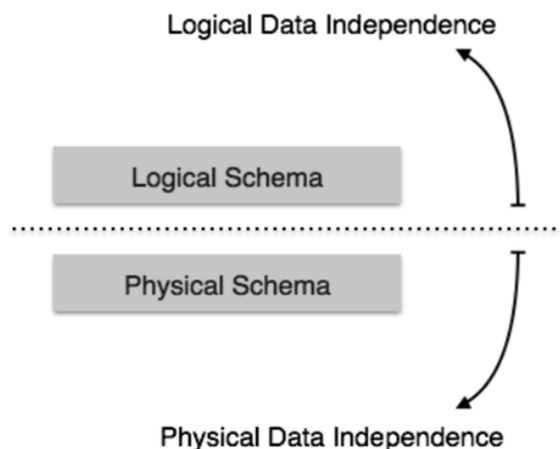 Logical Data Independence
Logical Schema
Physical Schema
Physical Data Independence